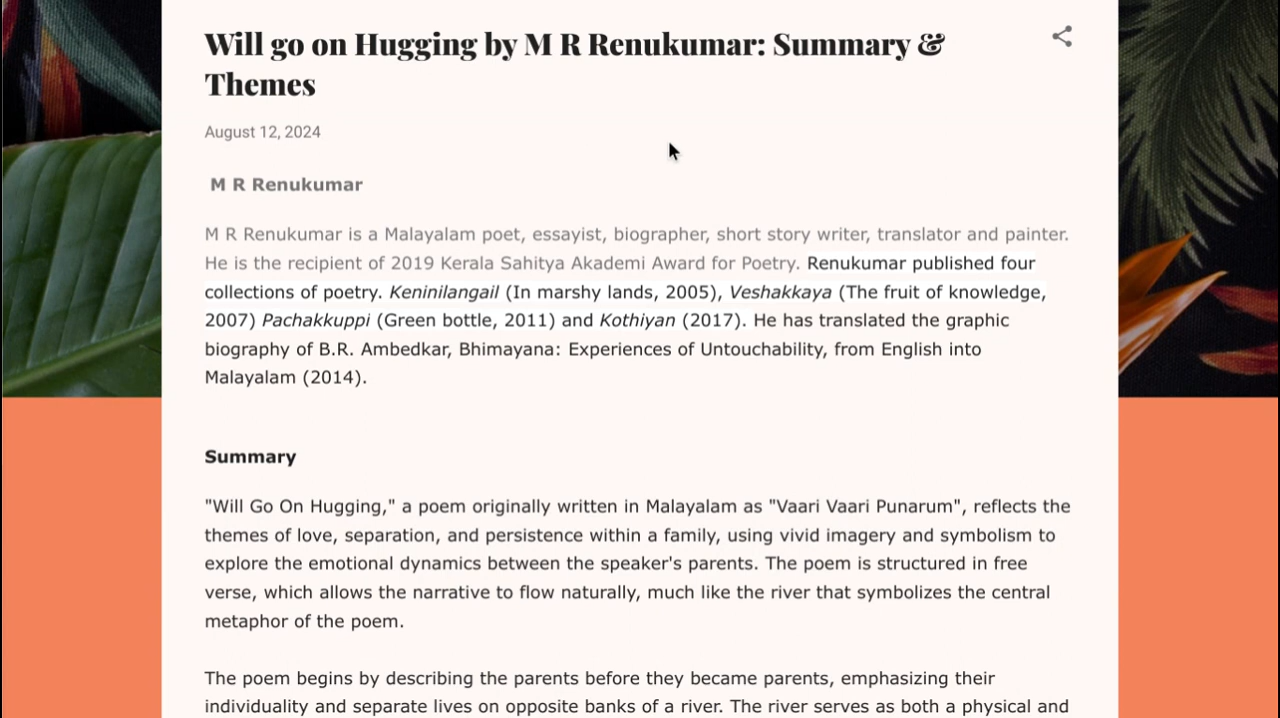 Will go on Hugging by M R Renukumar: Summary &
Themes
August 12, 2024
M R Renukumar
M R Renukumar is a Malayalam poet, essayist, biographer, short story writer, translator and painter.
He is the recipient of 2019 Kerala Sahitya Akademi Award for Poetry. Renukumar published four
collections of poetry. Keninilangail (In marshy lands, 2005), Veshakkaya (The fruit of knowledge,
2007) Pachakkuppi (Green bottle, 2011) and Kothiyan (2017). He has translated the graphic
biography of B.R. Ambedkar, Bhimayana: Experiences of Untouchability, from English into
Malayalam (2014).
Summary
"Will Go On Hugging," a poem originally written in Malayalam as "Vaari Vaari Punarum", reflects the
themes of love, separation, and persistence within a family, using vivid imagery and symbolism to
explore the emotional dynamics between the speaker's parents. The poem is structured in free
verse, which allows the narrative to flow naturally, much like the river that symbolizes the central
metaphor of the poem.
The poem begins by describing the parents before they became parents, emphasizing their
individuality and separate lives on opposite banks of a river. The river serves as both a physical and